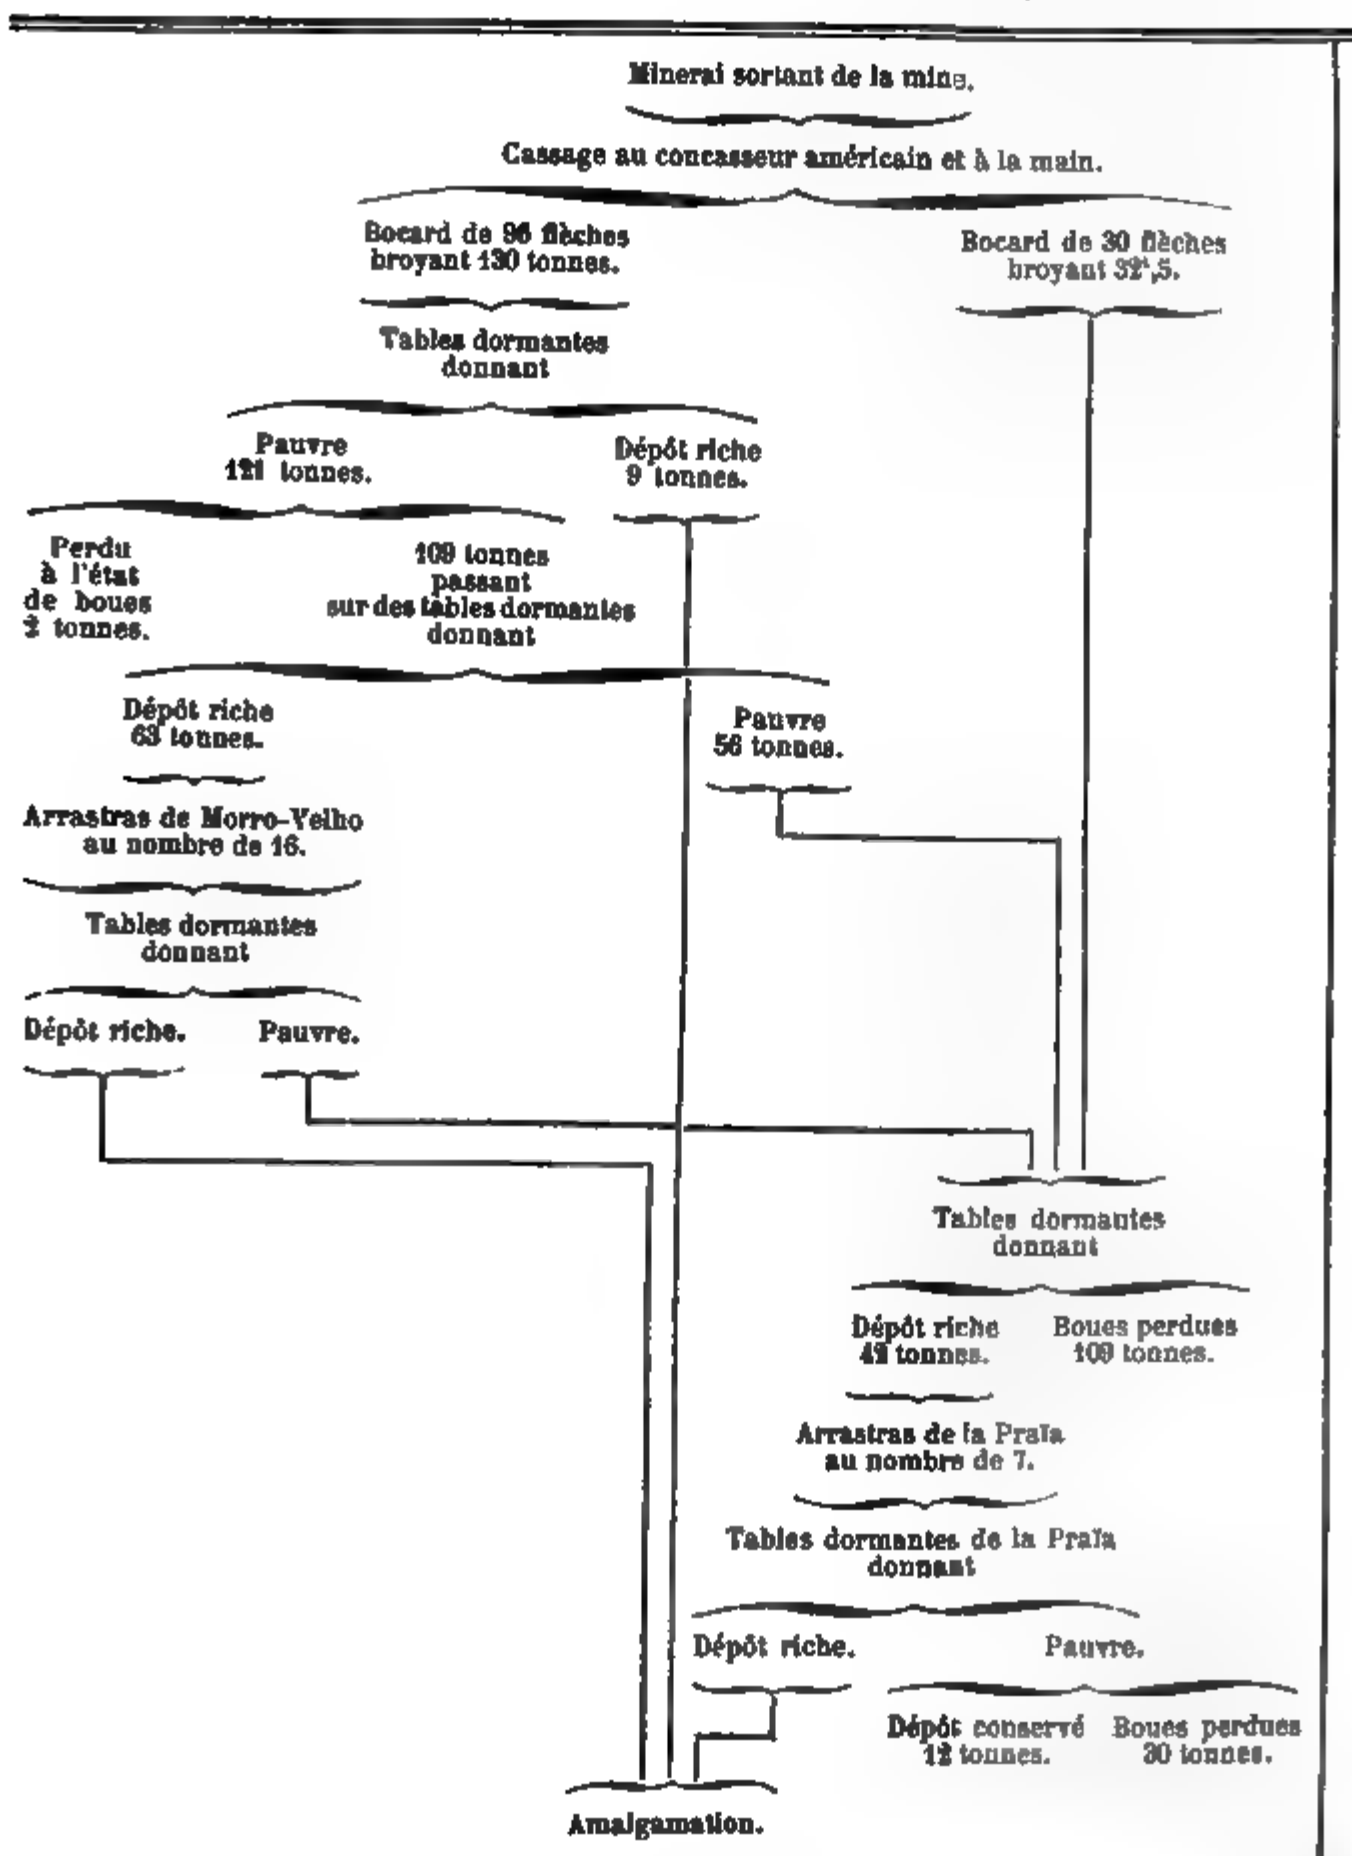 Minerai sortant de la mine.
Cassage au concasseur américain et à la main.
Bocard de 96 flèches
broyant 130 tonnes.
Bocard de 30 flèches
broyant 32t,5.
Tables dormantes
donnant
Pauvre
121 tonnes.
Dépôt riche
9 tonnes.
Perdu
à l'état
de boues
2 tonnes.
109 tonnes
passant
sur des tables dormantes
donnant
Dépôt riche
63 tonnes.
Pauvre
56 tonnes.
Arrastras de Morro-Velho
au nombre de 16.
Tables dormantes
donnant
Dépôt riche.
Pauvre.
Tables dormantes
donnant
Dépôt riche
42 tonnes.
Boues perdues
109 tonnes.
Arrastras de la Praïa
au nombre de 7.
Tables dormantes de la Praïa
donnant
Dépôt riche.
Pauvre.
Dépôt conservé
12 tonnes.
Boues perdues
30 tonnes.
Amalgamation.